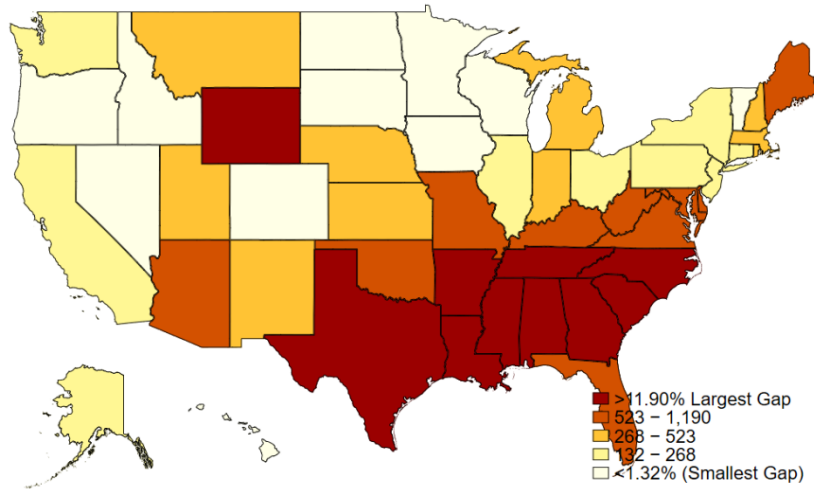 >11.90% Largest Gap
523 − 1,190
268 − 523
132 − 268
<1.32% (Smallest Gap)